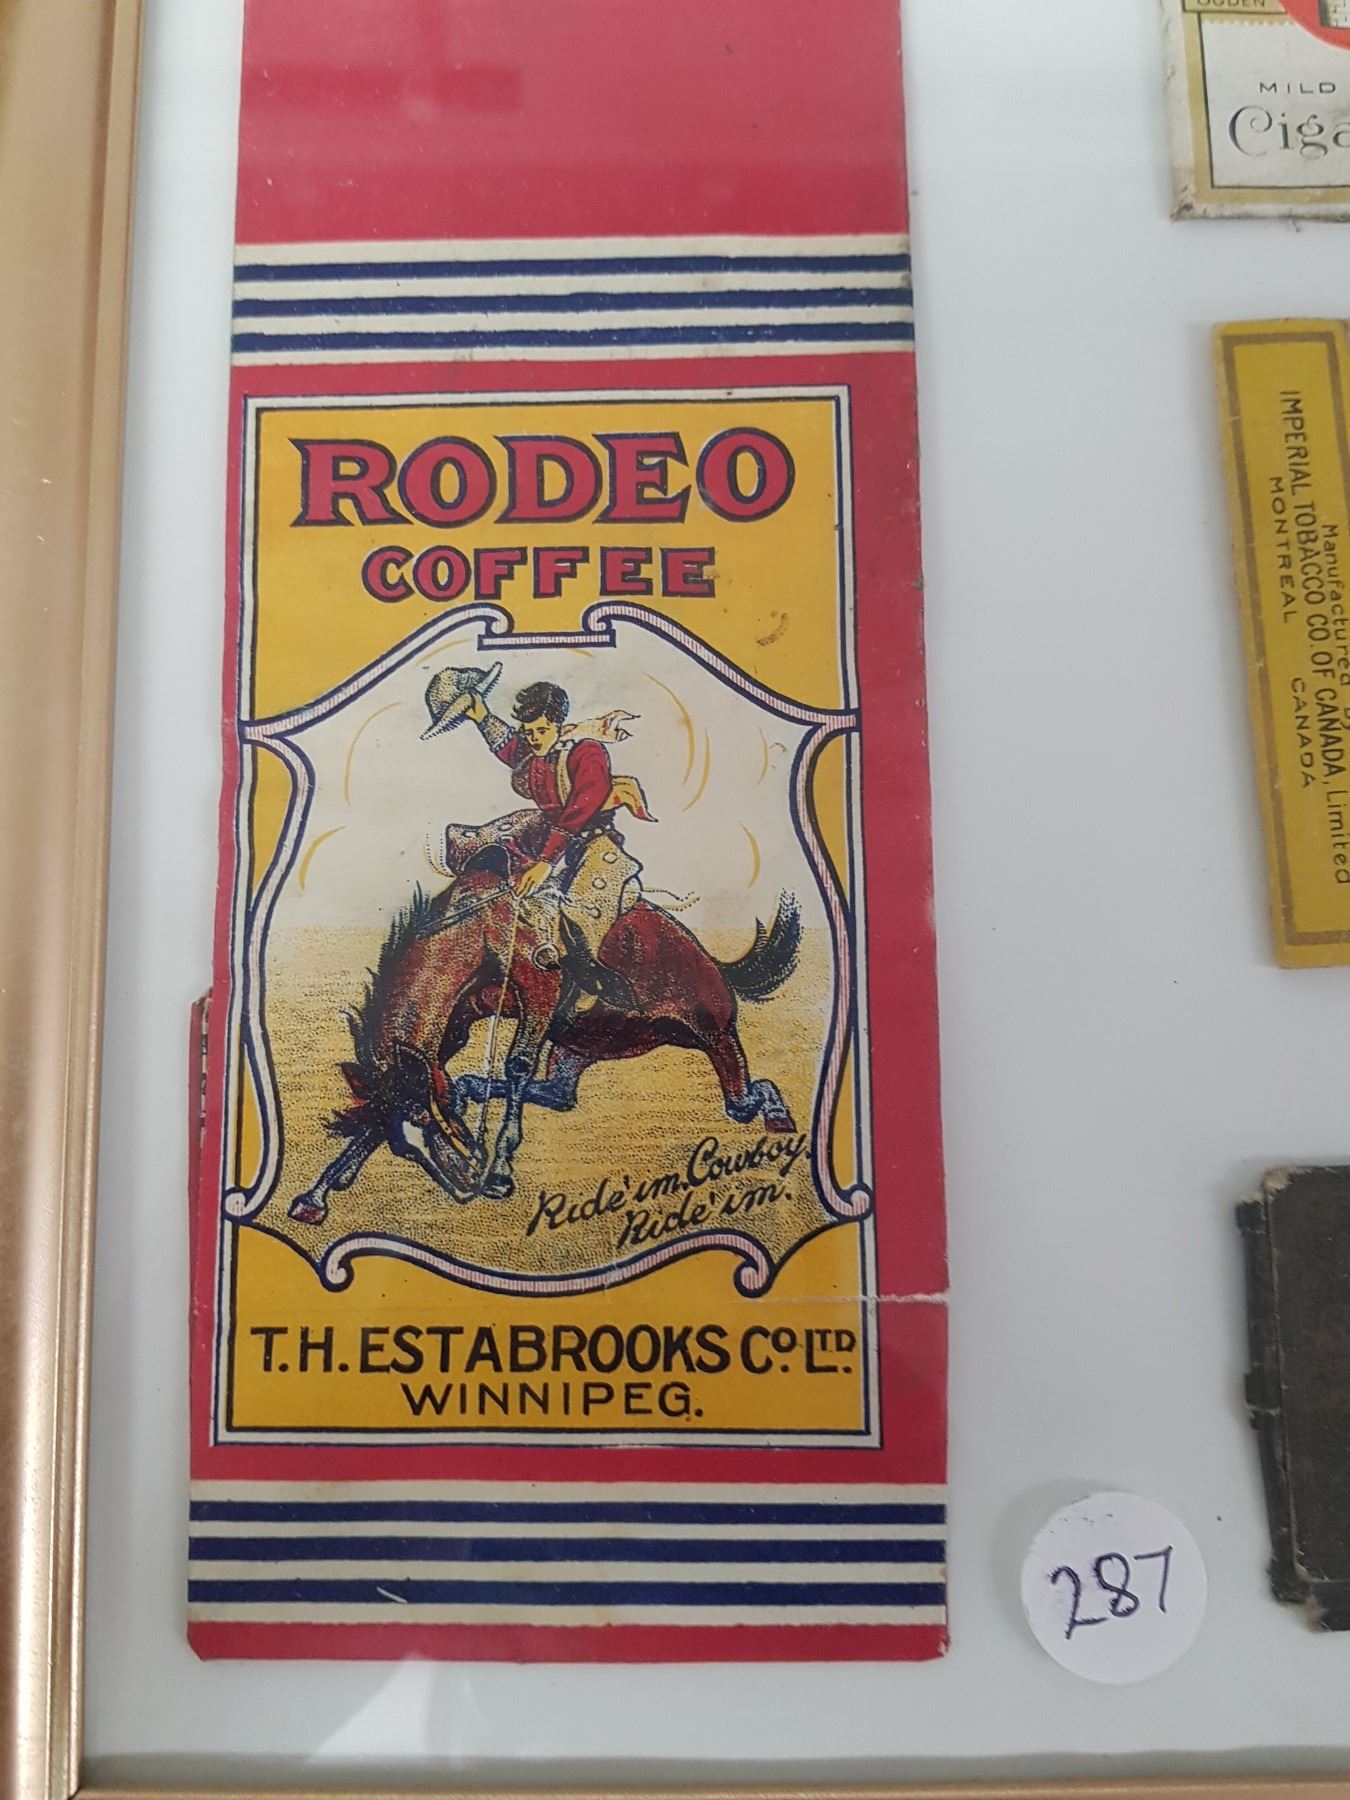 RODEO
COFFEE
Ride 'im. Cowboy.
Ride 'im.
T.H. ESTABROOKS CO. LTD.
WINNIPEG.
OGDEN
MILD
Manufactured by
IMPERIAL TOBACCO CO. OF CANADA, Limited
MONTREAL CANADA
287